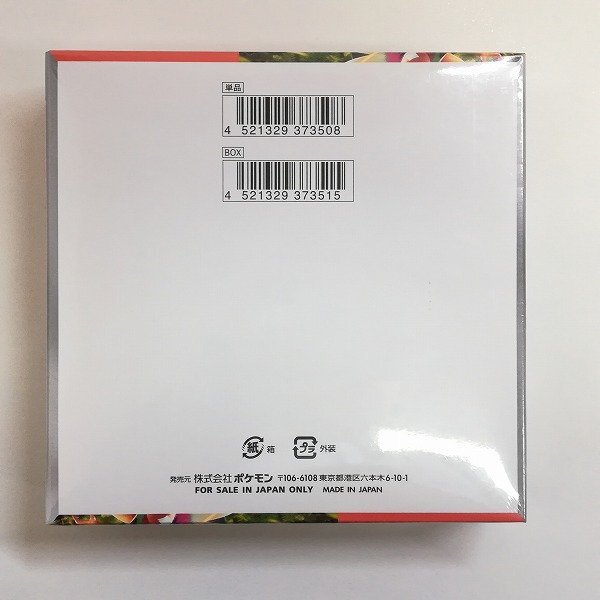 単品
4 521329 373508
BOX
4 521329 373515
紙 箱 プラ 外装
発売元 株式会社 ポケモン 〒106-6108 東京都港区六本木6-10-1
FOR SALE IN JAPAN ONLY MADE IN JAPAN